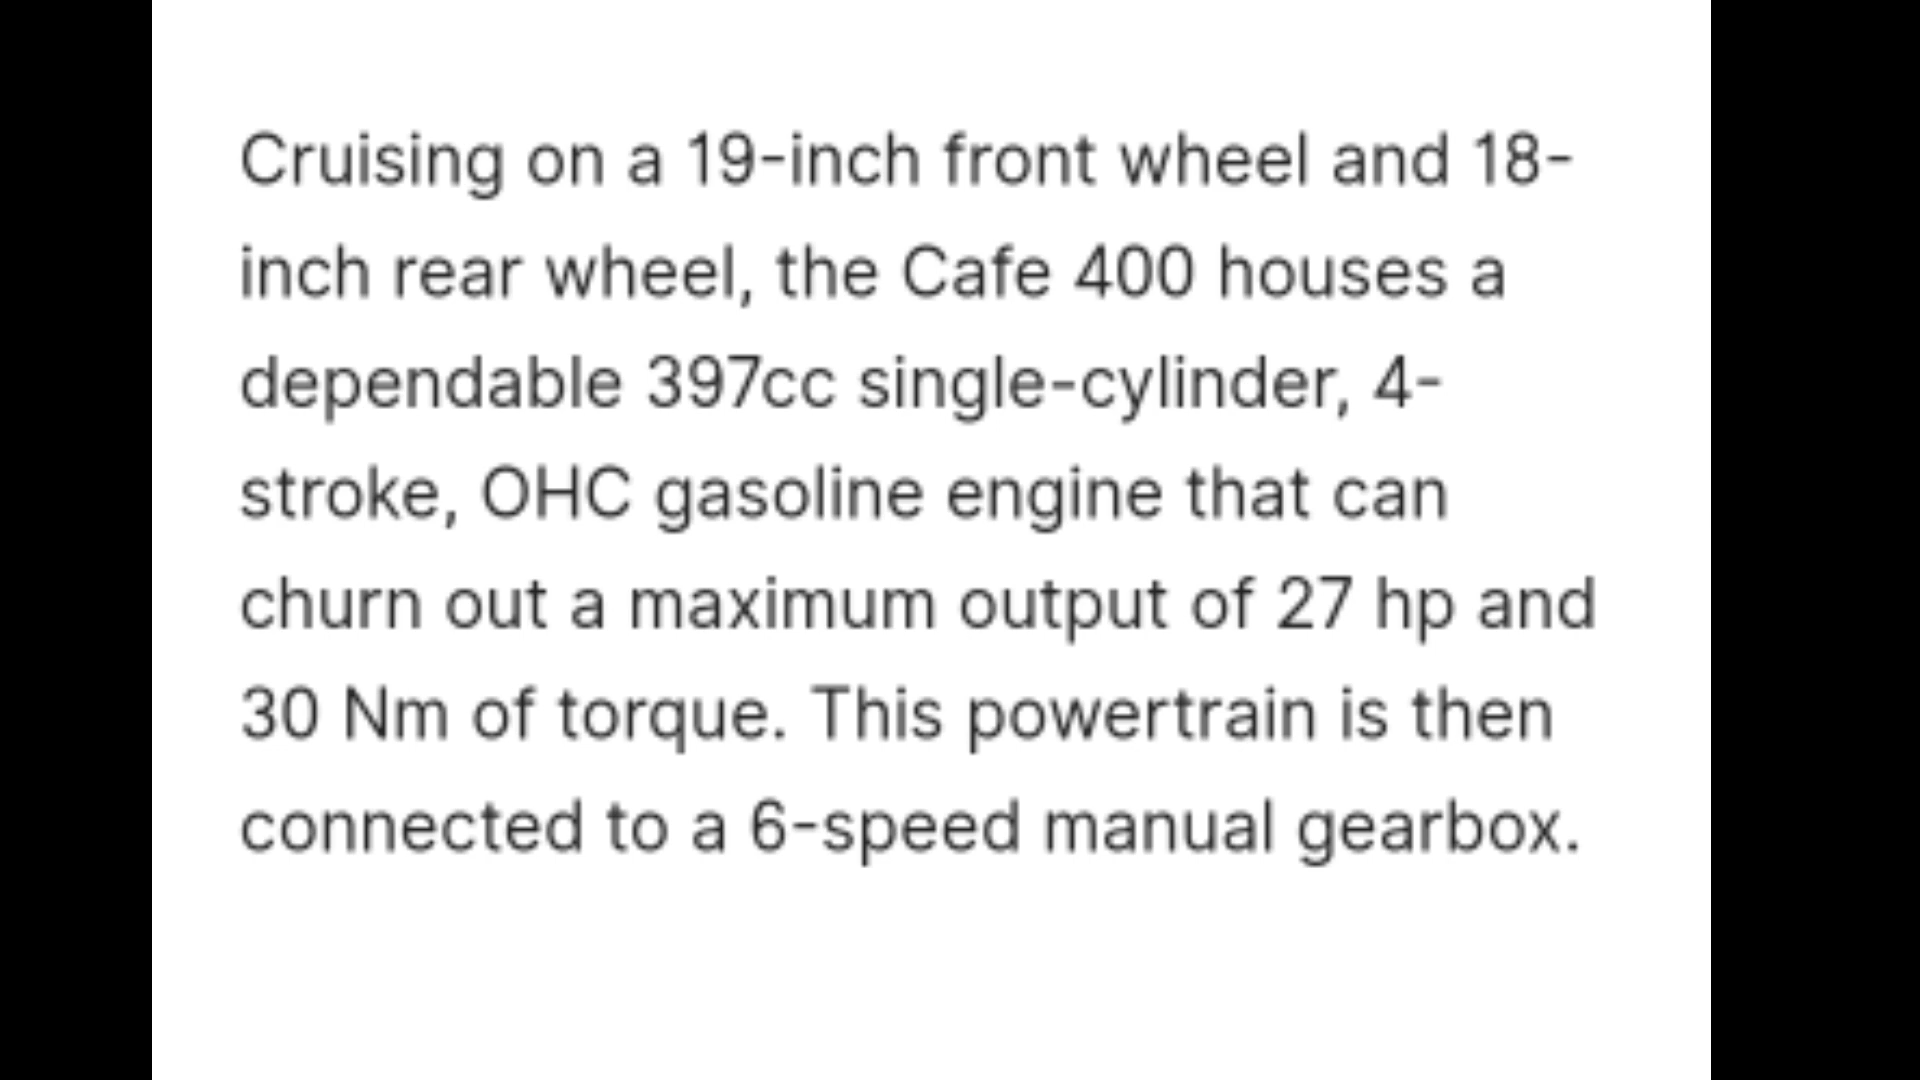 Cruising on a 19-inch front wheel and 18-
inch rear wheel, the Cafe 400 houses a
dependable 397cc single-cylinder, 4-
stroke, OHC gasoline engine that can
churn out a maximum output of 27 hp and
30 Nm of torque. This powertrain is then
connected to a 6-speed manual gearbox.